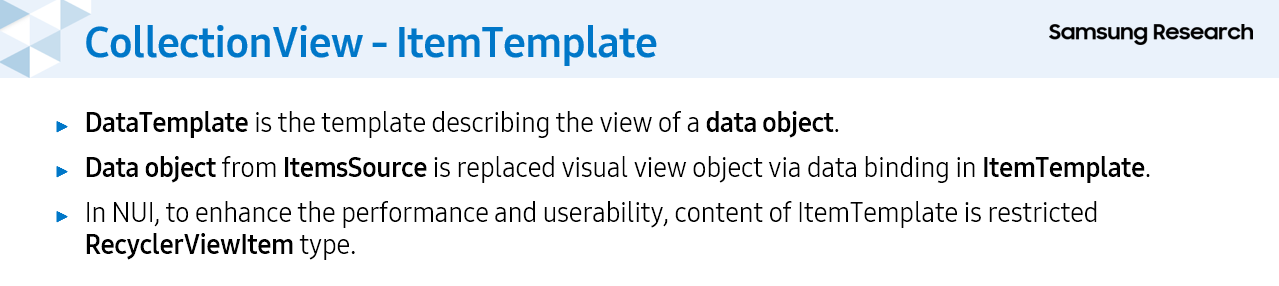 CollectionView - ItemTemplate
Samsung Research
DataTemplate is the template describing the view of a data object.
Data object from ItemsSource is replaced visual view object via data binding in ItemTemplate.
In NUI, to enhance the performance and userability, content of ItemTemplate is restricted
RecyclerViewItem type.